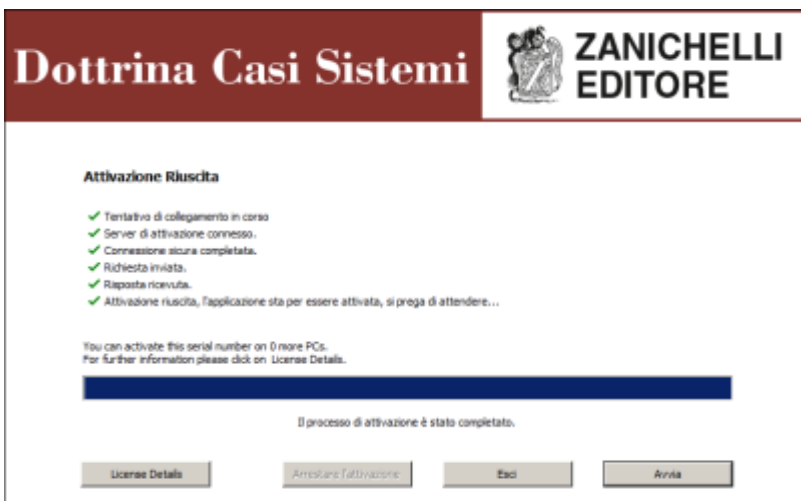 Dottrina Casi Sistemi
ZANICHELLI
EDITORE
Attivazione Riuscita
Tentativo di collegamento in corso
Server di attivazione connesso.
Connessione sicura completata.
Richiesta inviata.
Risposta ricevuta.
Attivazione riuscita, l'applicazione sta per essere attivata, si prega di attendere...
You can activate this serial number on 0 more PCs.
For further information please click on License Details.
Il processo di attivazione è stato completato.
License Details
Arrestare l'attivazione
Esci
Avvia